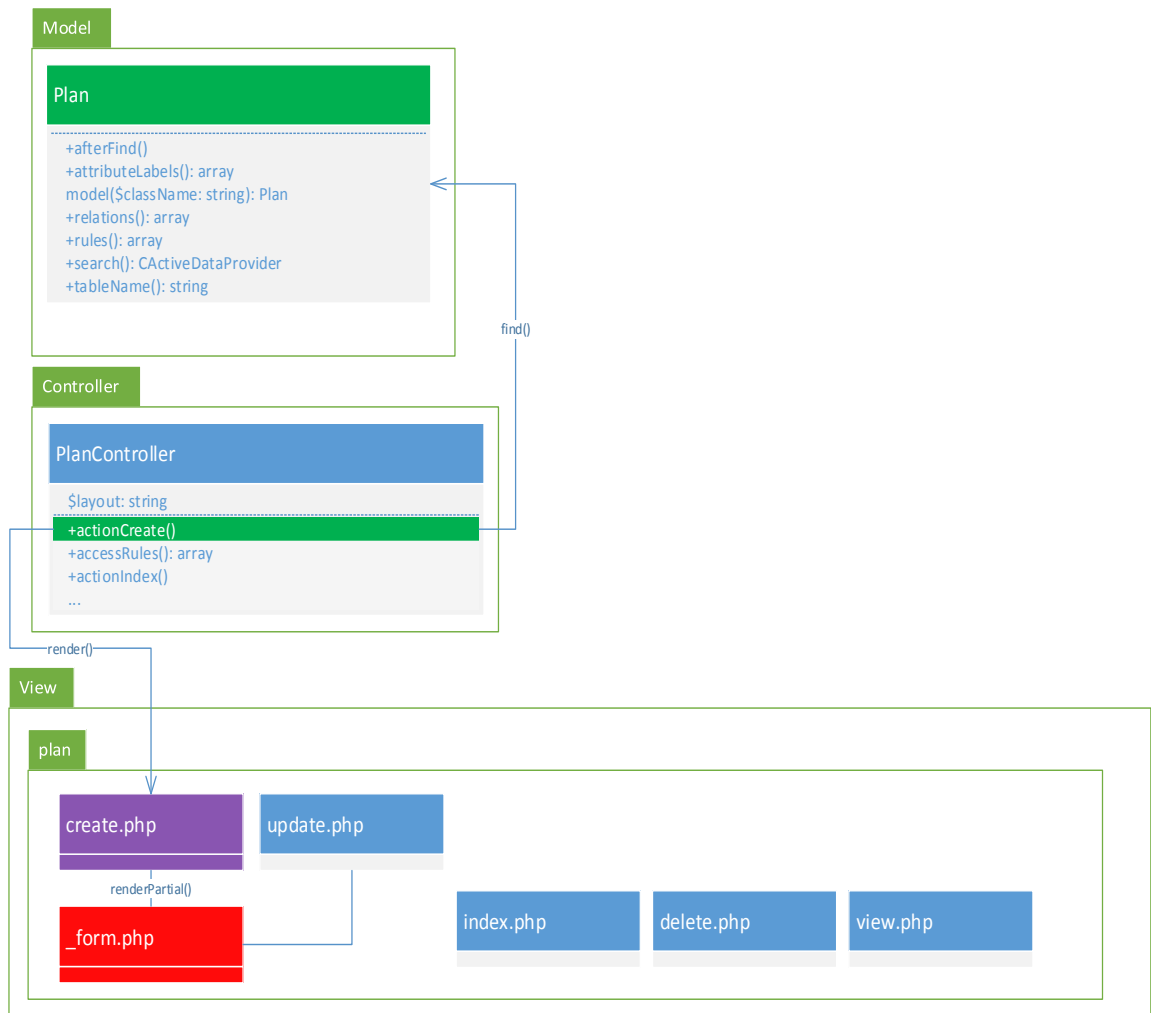 Model
Plan
+afterFind()
+attributeLabels(): array
model($className: string): Plan
+relations(): array
+rules(): array
+search(): CActiveDataProvider
+tableName(): string
find()
Controller
PlanController
$layout: string
+actionCreate()
+accessRules(): array
+actionIndex()
...
render()
View
plan
create.php
update.php
renderPartial()
_form.php
index.php
delete.php
view.php